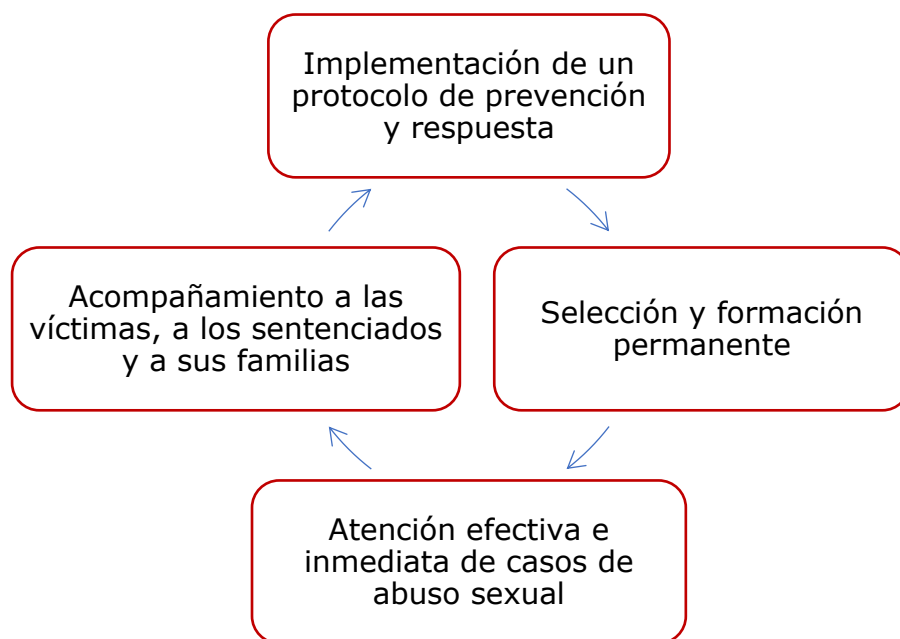 Implementación de un
protocolo de prevención
y respuesta
Selección y formación
permanente
Atención efectiva e
inmediata de casos de
abuso sexual
Acompañamiento a las
víctimas, a los sentenciados
y a sus familias